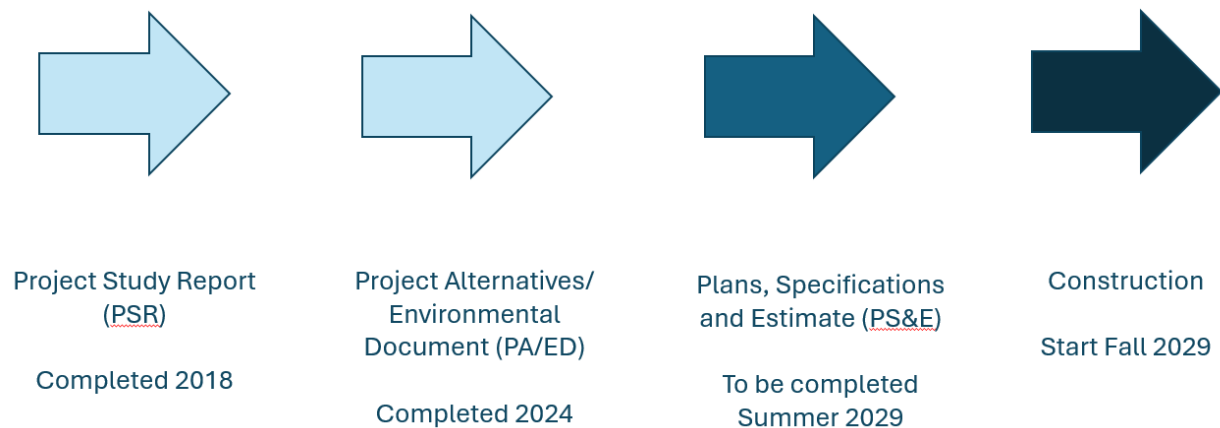 Project Study Report
(PSR)
Completed 2018
Project Alternatives/
Environmental
Document (PA/ED)
Completed 2024
Plans, Specifications
and Estimate (PS&E)
To be completed
Summer 2029
Construction
Start Fall 2029